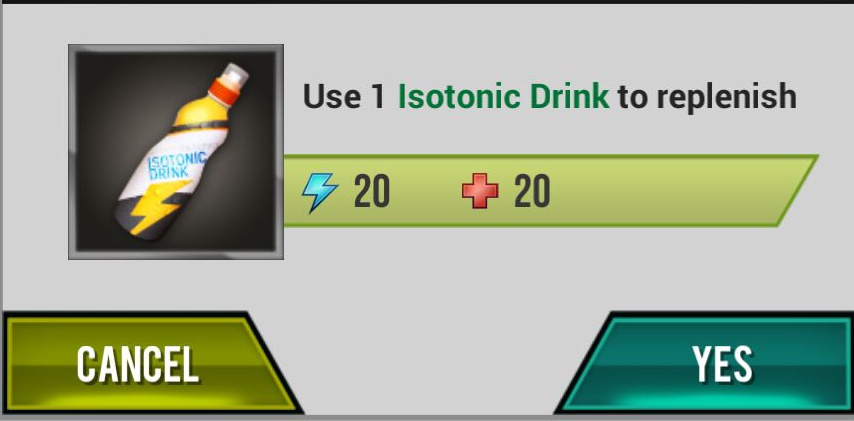 Use 1 Isotonic Drink to replenish
ISOTONIC
DRINK
20 20
CANCEL YES